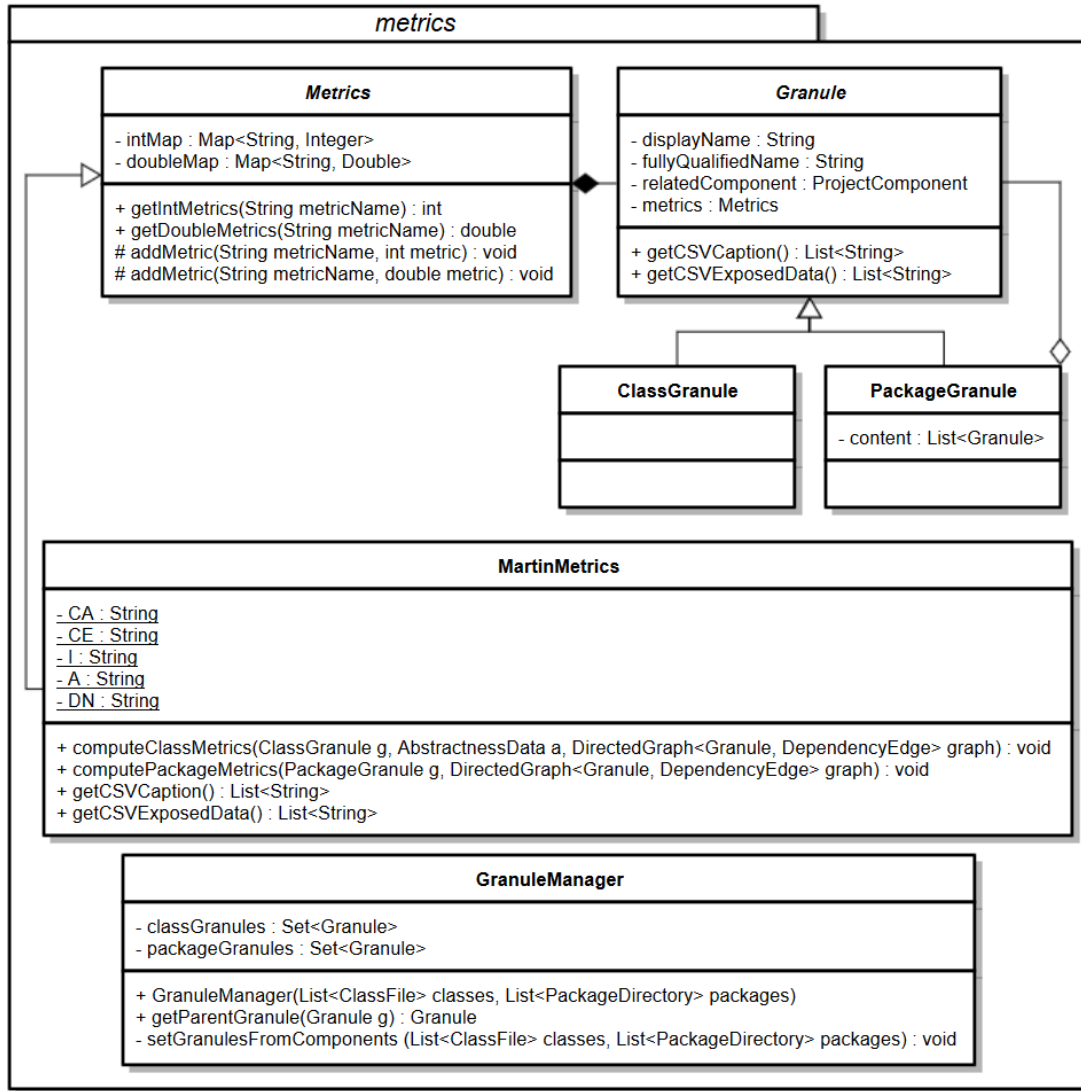 metrics
Metrics
- intMap : Map<String, Integer>
- doubleMap : Map<String, Double>
+ getIntMetrics(String metricName) : int
+ getDoubleMetrics(String metricName) : double
# addMetric(String metricName, int metric) : void
# addMetric(String metricName, double metric) : void
Granule
- displayName : String
- fullyQualifiedName : String
- relatedComponent : ProjectComponent
- metrics : Metrics
+ getCSVCaption() : List<String>
+ getCSVExposedData() : List<String>
ClassGranule
PackageGranule
- content : List<Granule>
MartinMetrics
- CA : String
- CE : String
- I : String
- A : String
- DN : String
+ computeClassMetrics(ClassGranule g, AbstractnessData a, DirectedGraph<Granule, DependencyEdge> graph) : void
+ computePackageMetrics(PackageGranule g, DirectedGraph<Granule, DependencyEdge> graph) : void
+ getCSVCaption() : List<String>
+ getCSVExposedData() : List<String>
GranuleManager
- classGranules : Set<Granule>
- packageGranules : Set<Granule>
+ GranuleManager(List<ClassFile> classes, List<PackageDirectory> packages)
+ getParentGranule(Granule g) : Granule
- setGranulesFromComponents (List<ClassFile> classes, List<PackageDirectory> packages) : void